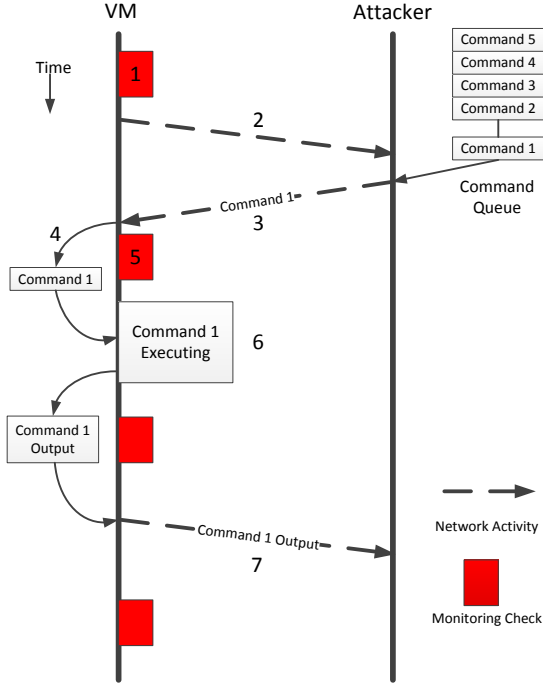 VM
Attacker
Time
1
Command 5
Command 4
Command 3
Command 2
Command 1
Command
Queue
2
Command 1
3
4
5
Command 1
Command 1
Executing
6
Command 1
Output
Network Activity
Command 1 Output
7
Monitoring Check